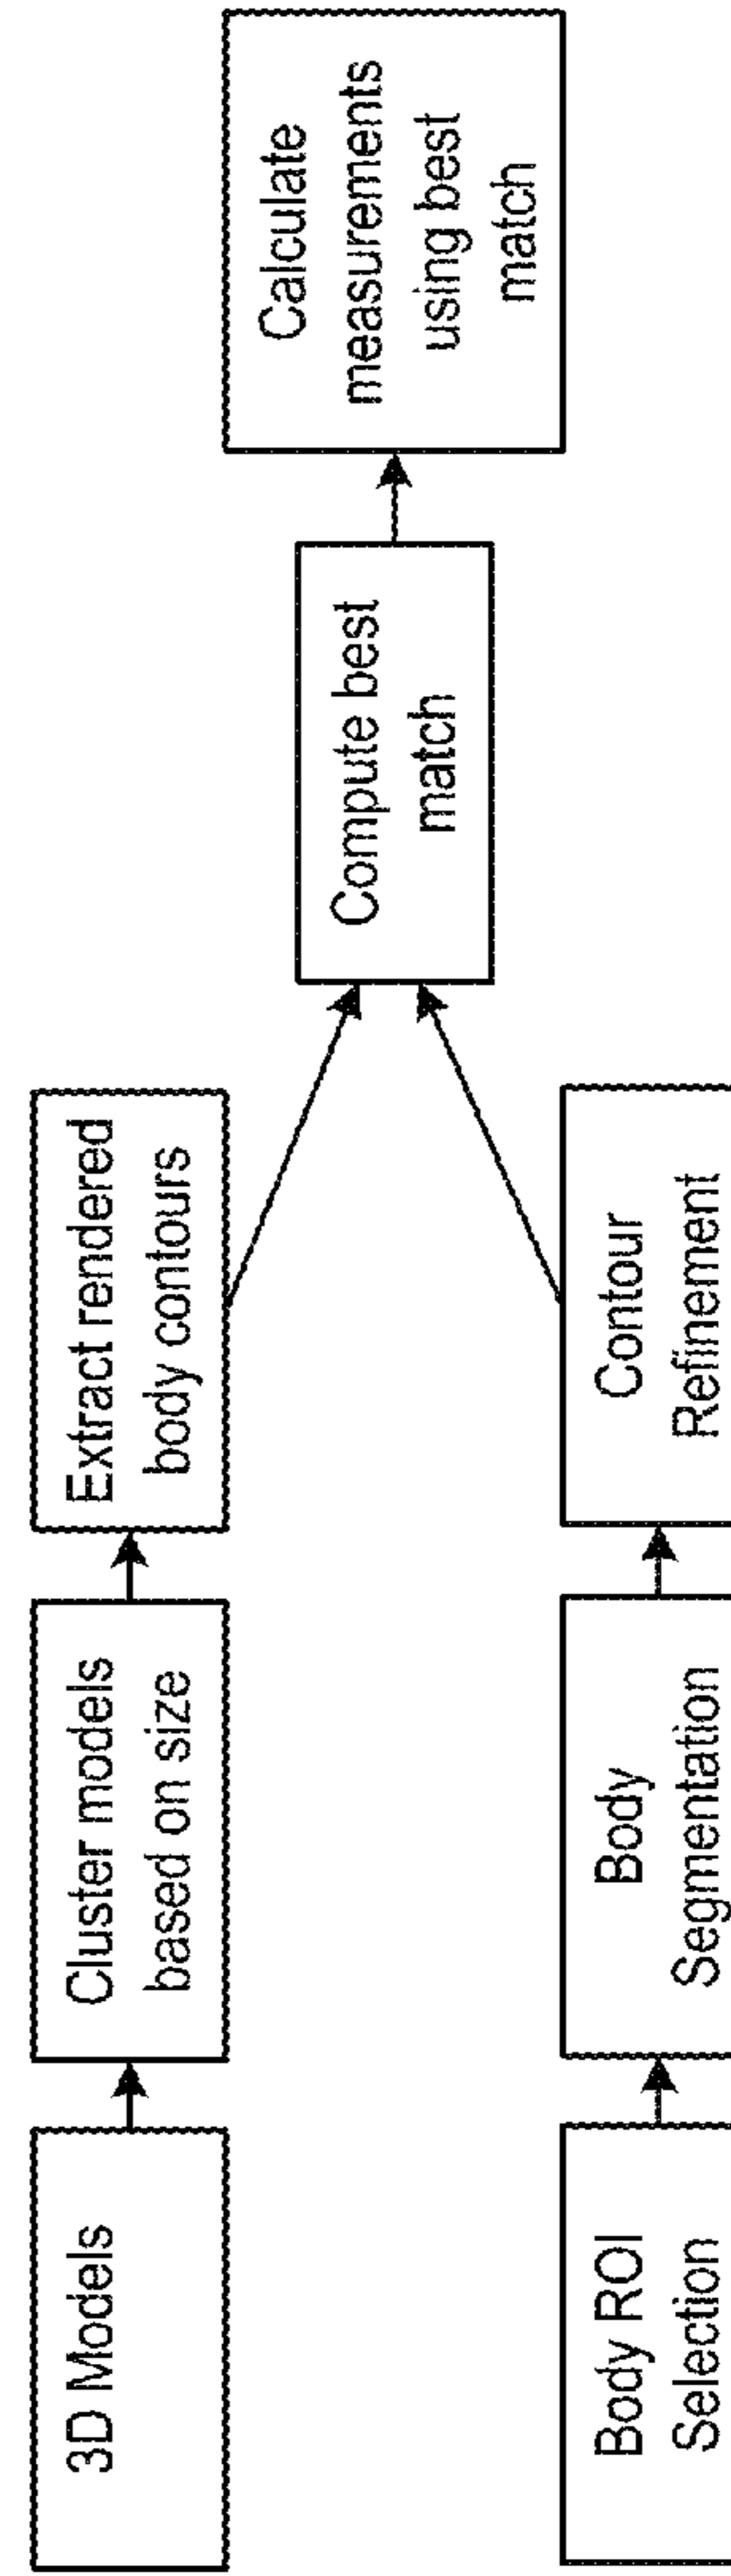 3D Models
Cluster models
based on size
Extract rendered
body contours
Body ROI
Selection
Body
Segmentation
Contour
Refinement
Compute best
match
Calculate
measurements
using best
match